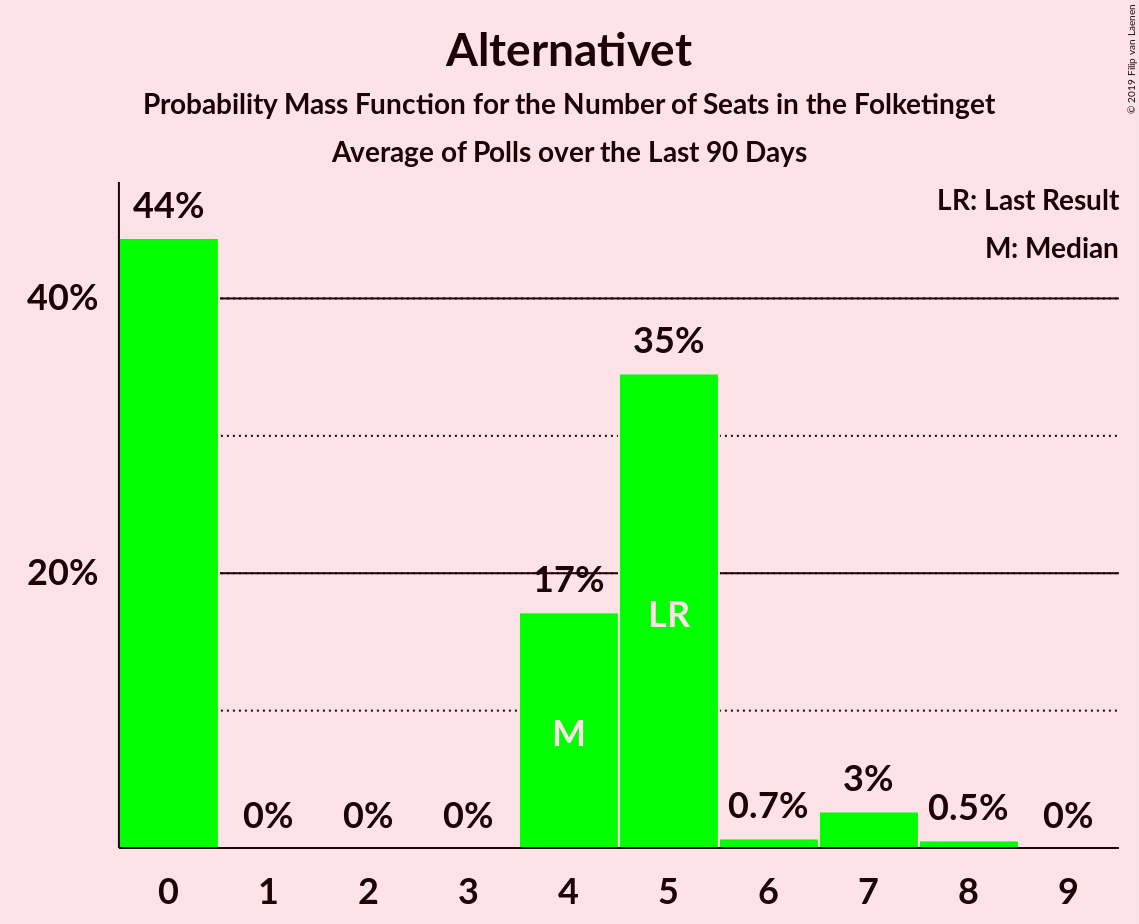 Alternativet
Probability Mass Function for the Number of Seats in the Folketinget
Average of Polls over the Last 90 Days
© 2019 Filip van Laenen
LR: Last Result
M: Median
44%
40%
35%
20%
17%
LR
M
0%
0%
0%
0.7%
3%
0.5%
0%
0 1 2 3 4 5 6 7 8 9